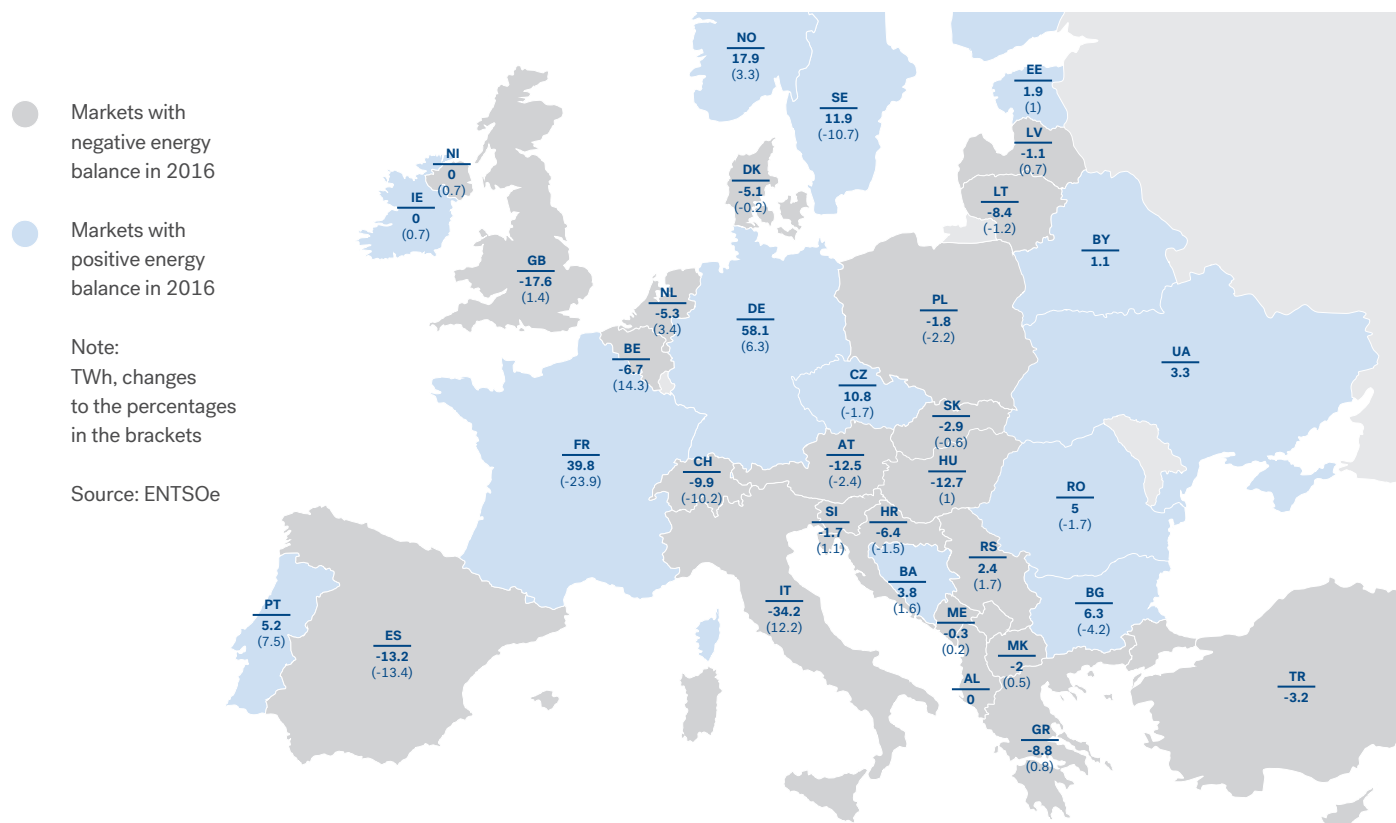 Markets with
negative energy
balance in 2016
Markets with
positive energy
balance in 2016
Note:
TWh, changes
to the percentages
in the brackets
Source: ENTSOe
NO
17.9
(3.3)
SE
11.9
(-10.7)
EE
1.9
(1)
LV
-1.1
(0.7)
LT
-8.4
(-1.2)
NI
0
(0.7)
IE
0
(0.7)
DK
-5.1
(-0.2)
BY
1.1
GB
-17.6
(1.4)
NL
-5.3
(3.4)
DE
58.1
(6.3)
PL
-1.8
(-2.2)
BE
-6.7
(14.3)
UA
3.3
CZ
10.8
(-1.7)
SK
-2.9
(-0.6)
FR
39.8
(-23.9)
CH
-9.9
(-10.2)
AT
-12.5
(-2.4)
HU
-12.7
(1)
RO
5
(-1.7)
SI
-1.7
(1.1)
HR
-6.4
(-1.5)
RS
2.4
(1.7)
BA
3.8
(1.6)
IT
-34.2
(12.2)
BG
6.3
(-4.2)
PT
5.2
(7.5)
ES
-13.2
(-13.4)
ME
-0.3
(0.2)
MK
-2
(0.5)
AL
0
TR
-3.2
GR
-8.8
(0.8)